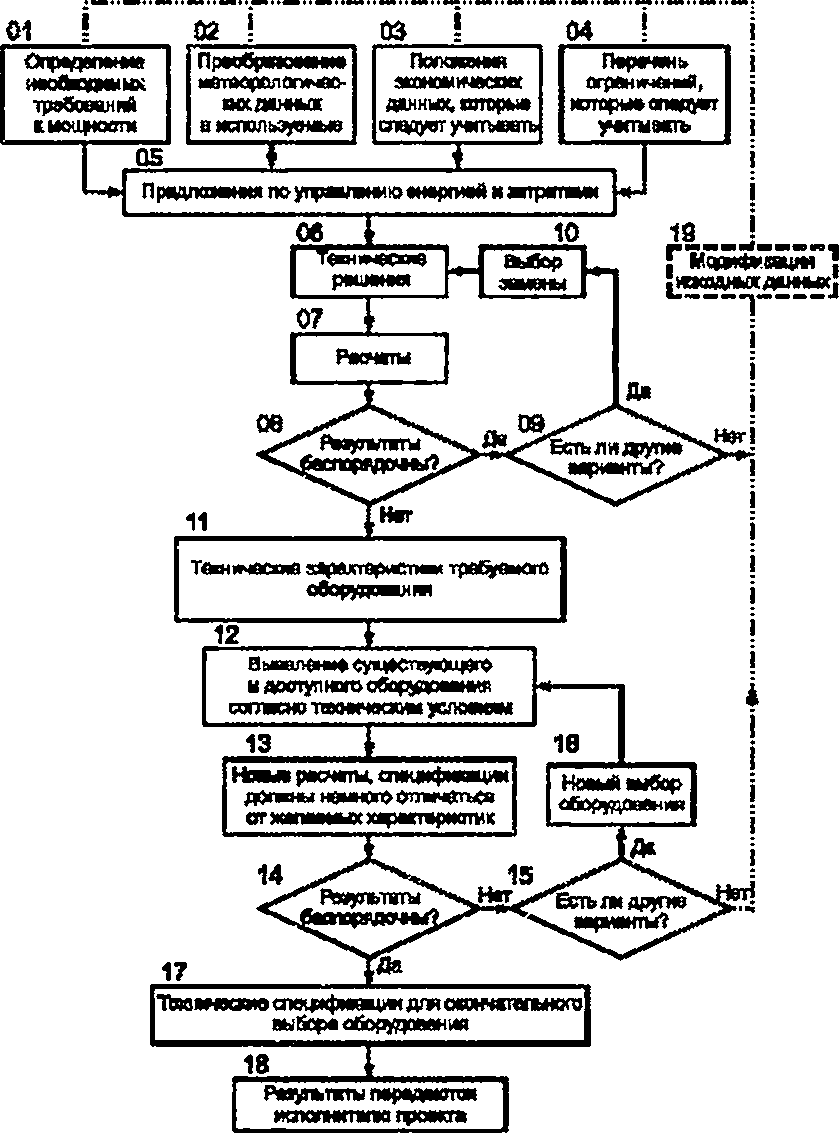 01
Определение
необходимых
требований
к мощности
02
Преобразование
метеорологичес-
ких данных
в используемые
03
Положения
экономических
данных, которые
следует учитывать
04
Перечень
ограничений,
которые следует
учитывать
05
Предложения по управлению енергией и затратами
06
Технические
решения
10
Выбор
замены
19
Модификации
исходных данных
07
Расчеты
08
Результаты
беспорядочны?
Да
09
Есть ли другие
варианты?
Да
Нет
Нет
11
Технические характеристики требуемого
оборудования
12
Выявление существующего
и доступного оборудования
согласно техническим условиям
13
Новые расчеты, спецификации
должны немного отличаться
от желаемых характеристик
16
Новый выбор
оборудования
14
Результаты
беспорядочны?
Нет
15
Есть ли другие
варианты?
Да
Нет
Да
17
Технические спецификации для окончательного
выбора оборудования
18
Результаты передаются
исполнителю проекта